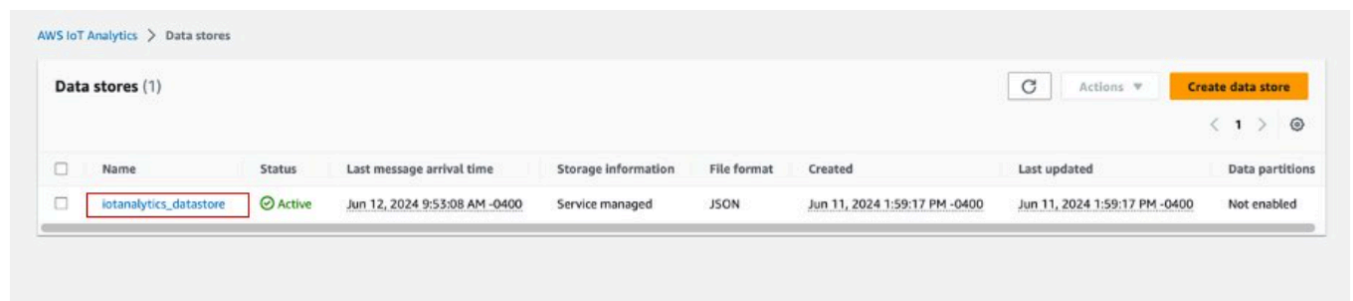 AWS IoT Analytics > Data stores
Data stores (1)
Actions
Create data store
< 1 >
Name Status Last message arrival time Storage information File format Created Last updated Data partitions
iotanalytics_datastore Active Jun 12, 2024 9:53:08 AM -0400 Service managed JSON Jun 11, 2024 1:59:17 PM -0400 Jun 11, 2024 1:59:17 PM -0400 Not enabled